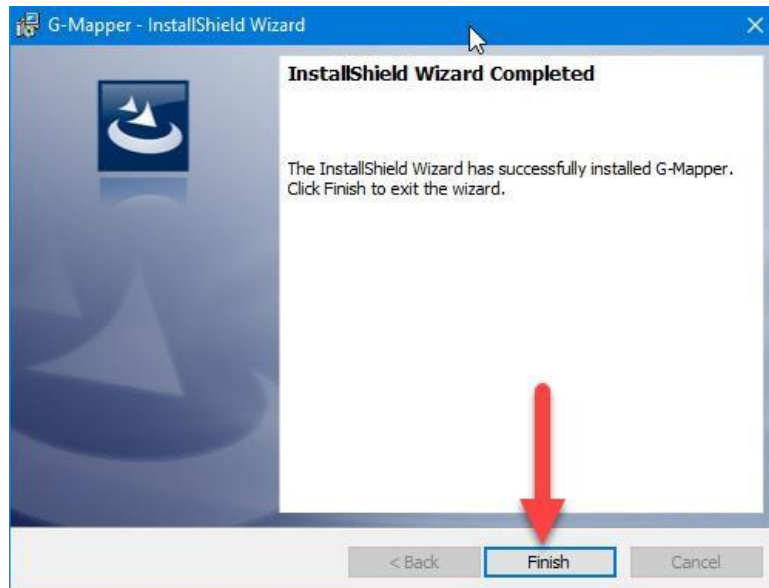 G-Mapper - InstallShield Wizard
InstallShield Wizard Completed
The InstallShield Wizard has successfully installed G-Mapper.
Click Finish to exit the wizard.
< Back
Finish
Cancel